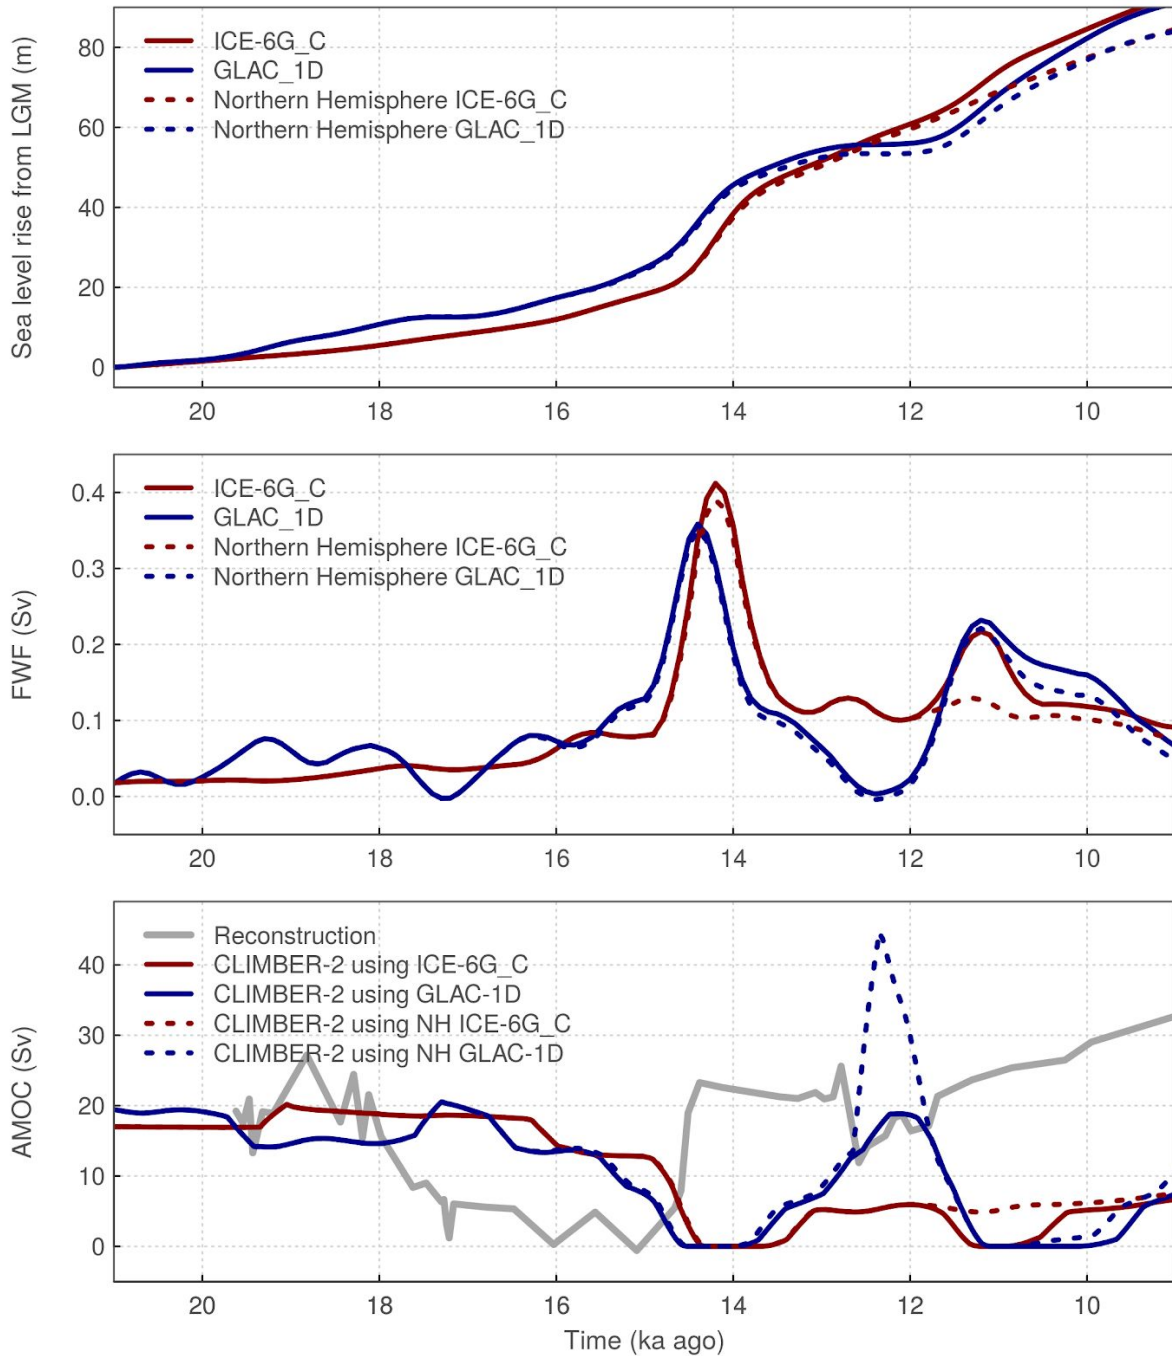 Sea level rise from LGM (m)
80
60
40
20
0
ICE-6G_C
GLAC_1D
Northern Hemisphere ICE-6G_C
Northern Hemisphere GLAC_1D
20 18 16 14 12 10
FWF (Sv)
0.4
0.3
0.2
0.1
0.0
ICE-6G_C
GLAC_1D
Northern Hemisphere ICE-6G_C
Northern Hemisphere GLAC_1D
20 18 16 14 12 10
AMOC (Sv)
40
30
20
10
0
Reconstruction
CLIMBER-2 using ICE-6G_C
CLIMBER-2 using GLAC-1D
CLIMBER-2 using NH ICE-6G_C
CLIMBER-2 using NH GLAC-1D
20 18 16 14 12 10
Time (ka ago)